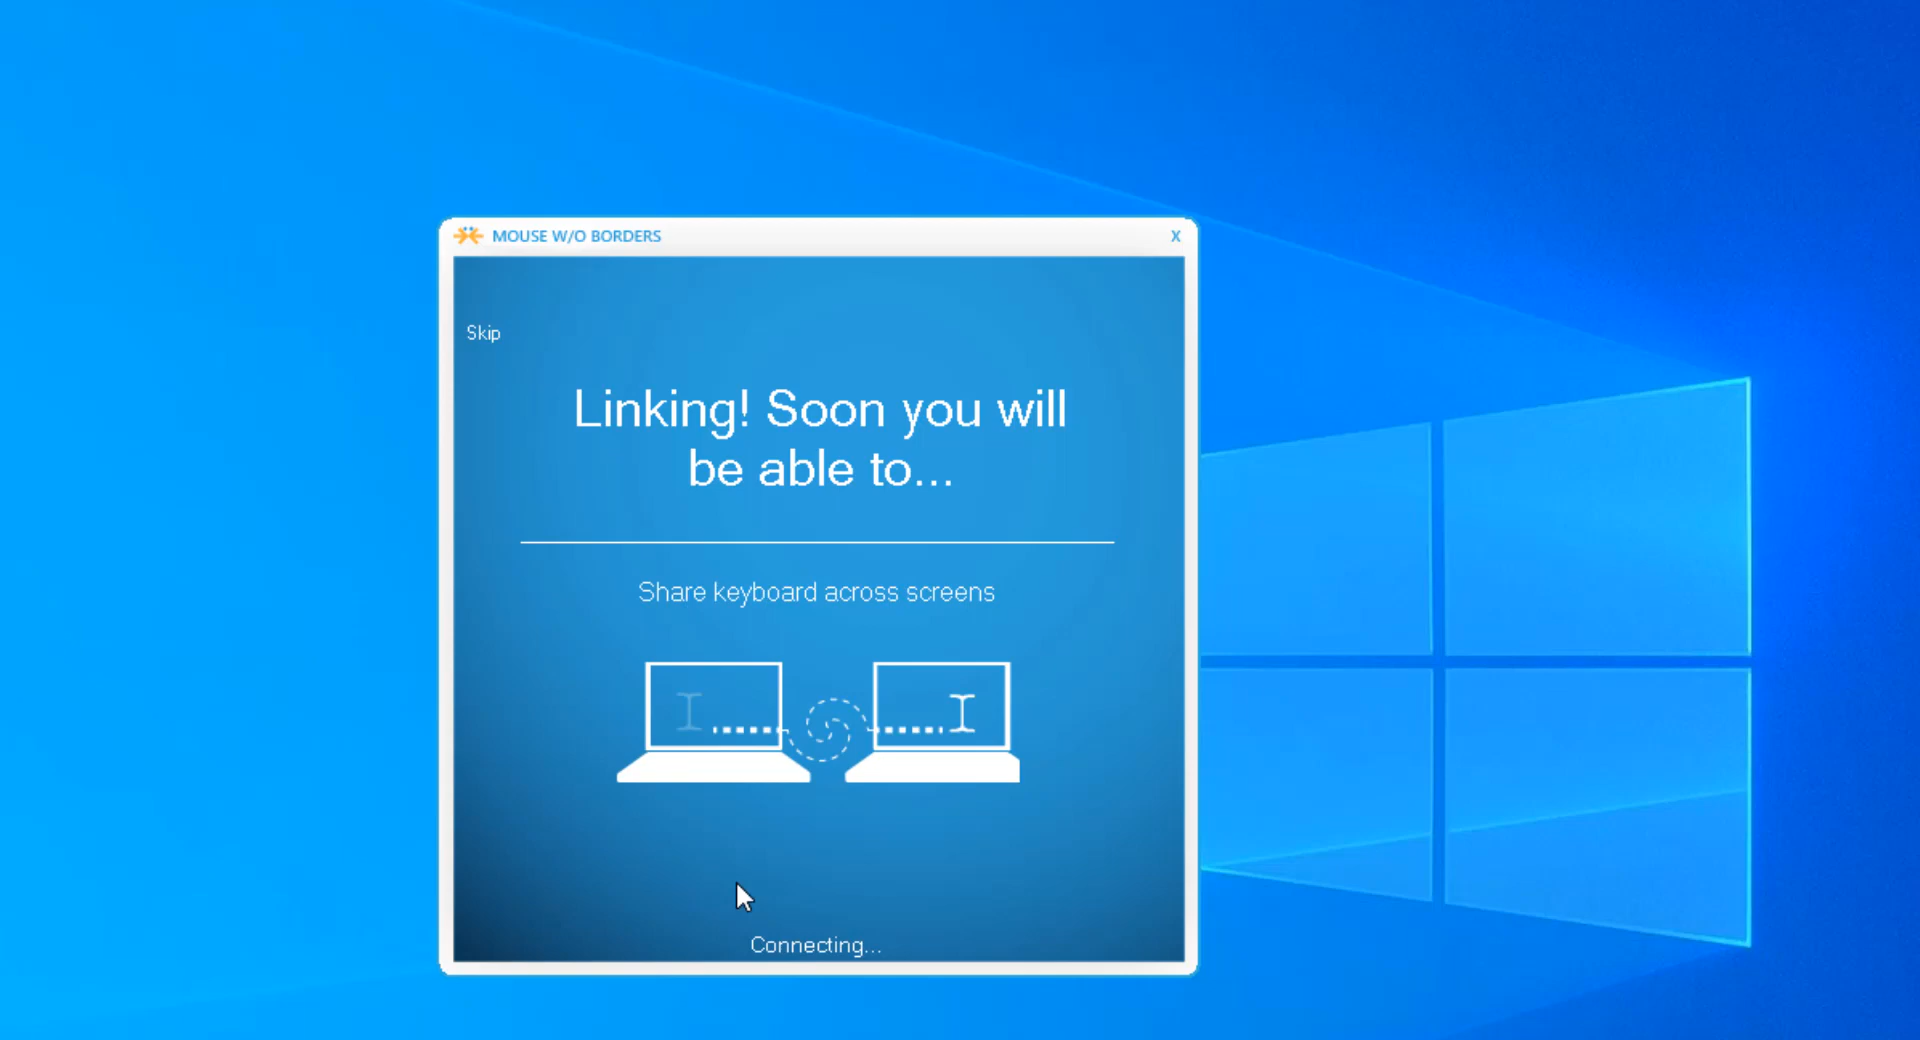 MOUSE W/O BORDERS X
Skip
Linking! Soon you will
be able to...
Share keyboard across screens
Connecting...